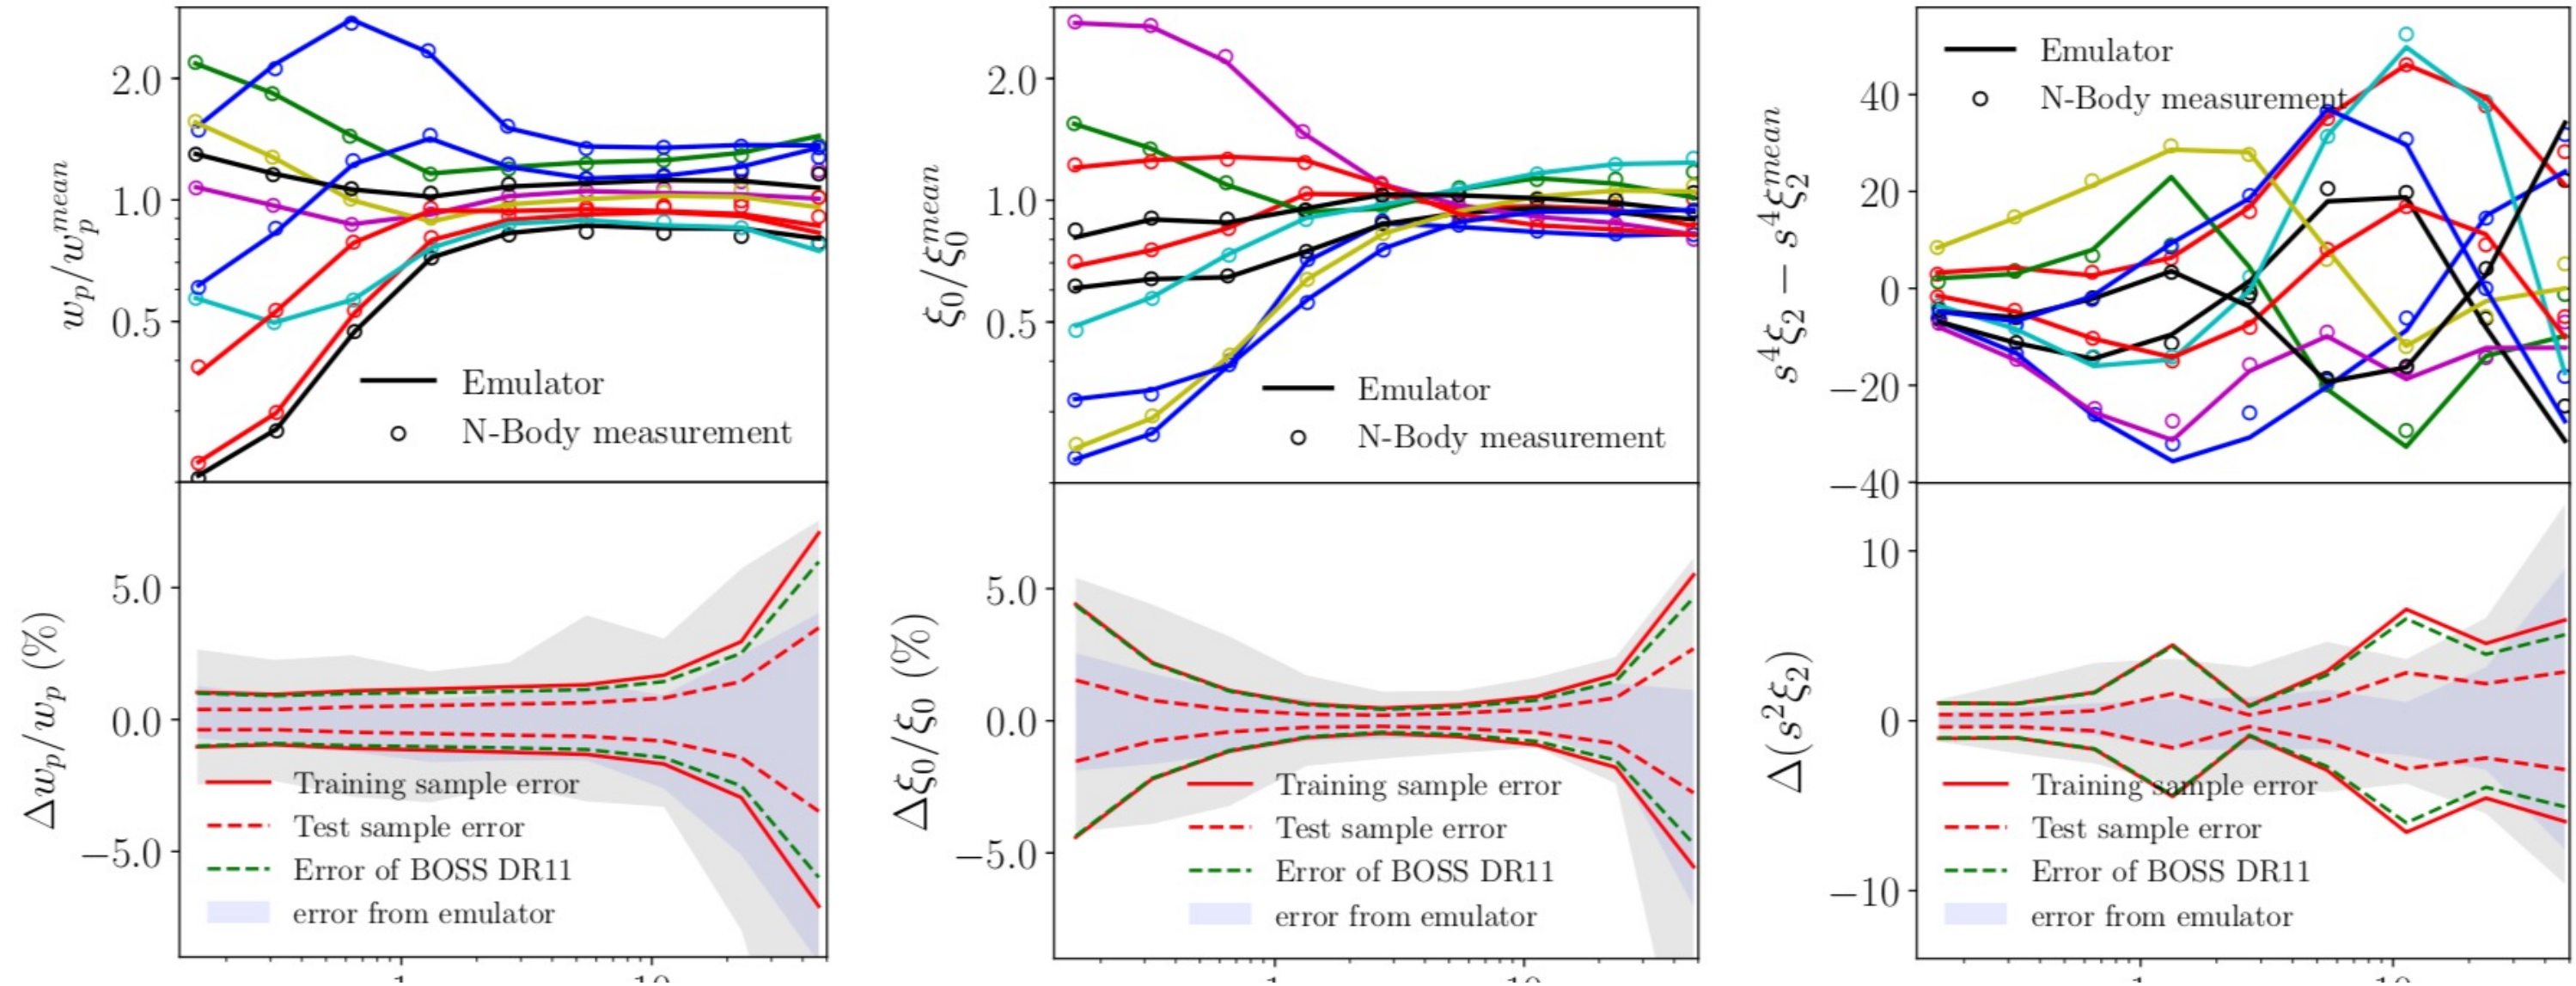 w_p/w_p^{mean}
2.0
1.0
0.5
Emulator
N-Body measurement
ξ_0/ξ_0^{mean}
2.0
1.0
0.5
Emulator
N-Body measurement
s^4ξ_2 − s^4ξ_2^{mean}
40
20
0
−20
−40
Emulator
N-Body measurement
Δw_p/w_p (%)
5.0
0.0
−5.0
Training sample error
Test sample error
Error of BOSS DR11
error from emulator
Δξ_0/ξ_0 (%)
5.0
0.0
−5.0
Training sample error
Test sample error
Error of BOSS DR11
error from emulator
Δ(s^2ξ_2)
10
0
−10
Training sample error
Test sample error
Error of BOSS DR11
error from emulator